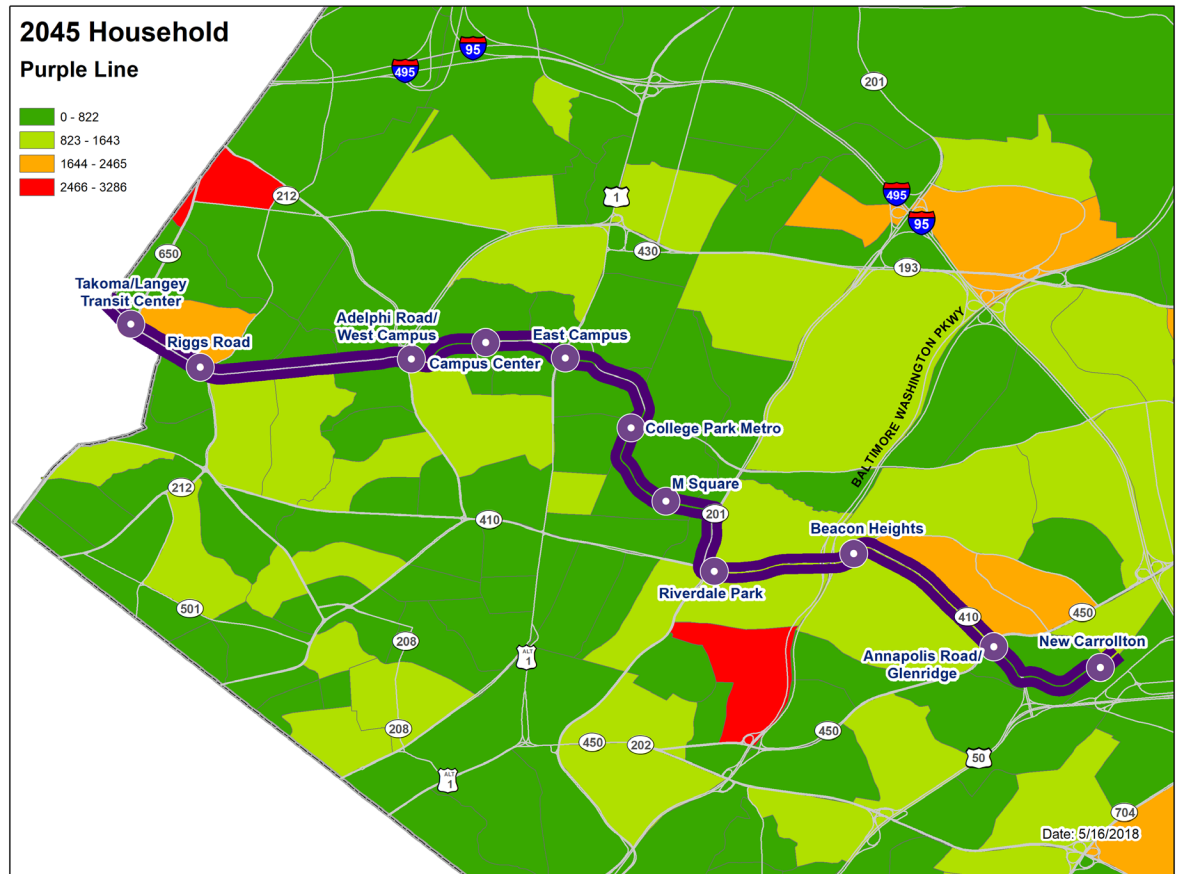 2045 Household
Purple Line
0 - 822
823 - 1643
1644 - 2465
2466 - 3286
95
495
201
212
1
495
95
650
430
193
Takoma/Langey
Transit Center
Riggs Road
Adelphi Road/
West Campus
Campus Center
East Campus
BALTIMORE WASHINGTON PKWY
College Park Metro
212
M Square
201
410
Beacon Heights
Riverdale Park
501
410
450
208
ALT
1
Annapolis Road/
Glenridge
New Carrollton
208
450
202
450
50
ALT
1
704
Date: 5/16/2018